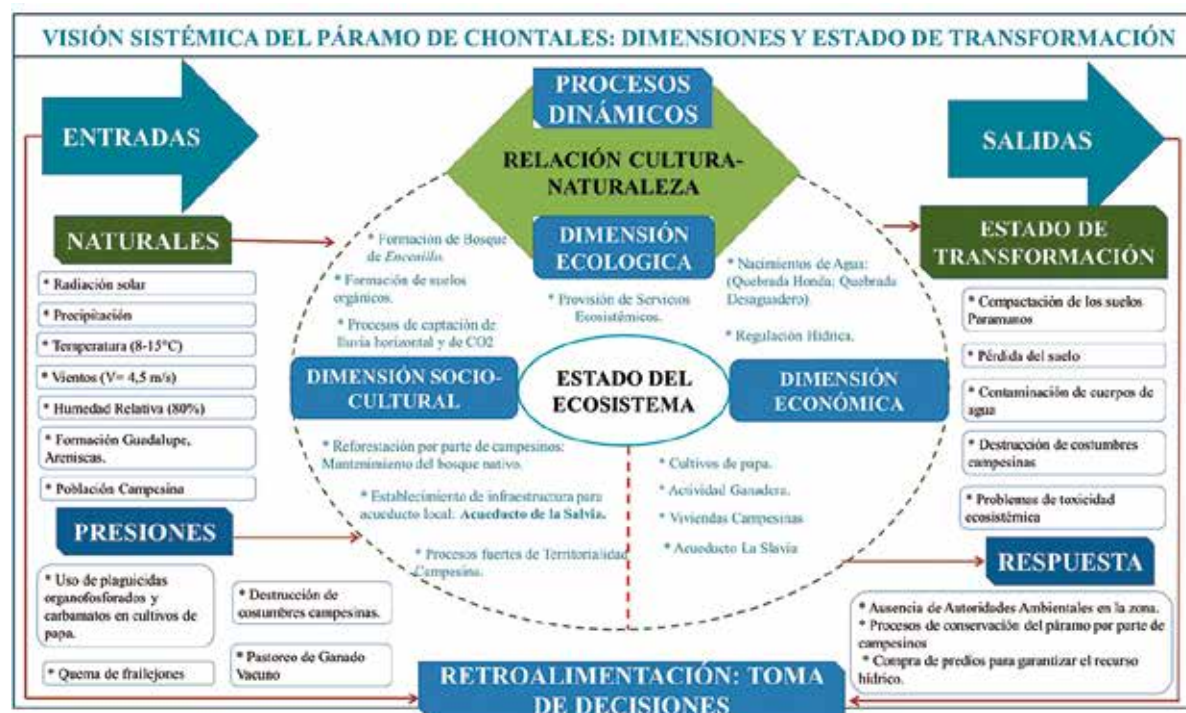 VISIÓN SISTÉMICA DEL PÁRAMO DE CHONTALES: DIMENSIONES Y ESTADO DE TRANSFORMACIÓN
ENTRADAS
NATURALES
* Radiación solar
* Precipitación
* Temperatura (8-15°C)
* Vientos (V= 4,5 m/s)
* Humedad Relativa (80%)
* Formación Guadalupe,
Areniscas.
* Población Campesina
PRESIONES
* Uso de plaguicidas
organofosforados y
carbamatos en cultivos de
papa.
* Quema de frailejones
* Destrucción de
costumbres campesinas.
* Pastoreo de Ganado
Vacuno
PROCESOS
DINÁMICOS
RELACIÓN CULTURA-
NATURALEZA
DIMENSIÓN
ECOLOGICA
* Formación de Bosque
de Encenillo.
* Formación de suelos
orgánicos.
* Procesos de captación de
lluvia horizontal y de CO2
* Provisión de Servicios
Ecosistémicos.
* Nacimientos de Agua:
(Quebrada Honda; Quebrada
Desaguadero)
* Regulación Hídrica.
DIMENSIÓN SOCIO-
CULTURAL
ESTADO DEL
ECOSISTEMA
DIMENSIÓN
ECONÓMICA
* Reforestación por parte de campesinos:
Mantenimiento del bosque nativo.
* Establecimiento de infraestructura para
acueducto local: Acueducto de la Salvia.
* Procesos fuertes de Territorialidad
Campesina.
* Cultivos de papa.
* Actividad Ganadera.
* Viviendas Campesinas
* Acueducto La Slavia
SALIDAS
ESTADO DE
TRANSFORMACIÓN
* Compactación de los suelos
Paramunos
* Pérdida del suelo
* Contaminación de cuerpos de
agua
* Destrucción de costumbres
campesinas
* Problemas de toxicidad
ecosistémica
RESPUESTA
* Ausencia de Autoridades Ambientales en la zona.
* Procesos de conservación del páramo por parte de
campesinos
* Compra de predios para garantizar el recurso
hídrico.
RETROALIMENTACIÓN: TOMA
DE DECISIONES